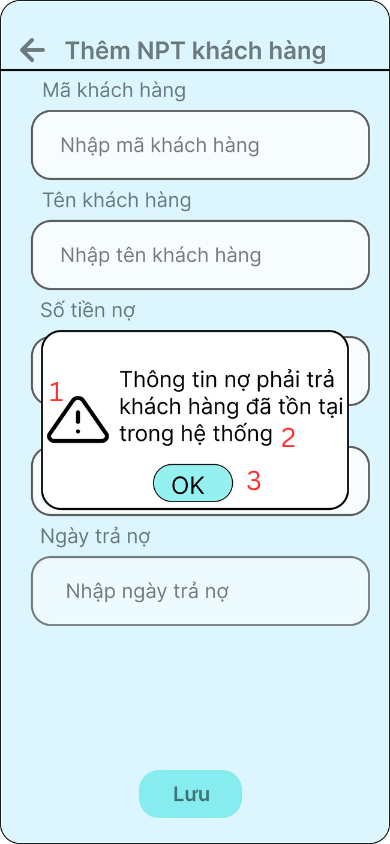 Thêm NPT khách hàng
Mã khách hàng
Nhập mã khách hàng
Tên khách hàng
Nhập tên khách hàng
Số tiền nợ
1
Thông tin nợ phải trả
khách hàng đã tồn tại
trong hệ thống 2
OK 3
Ngày trả nợ
Nhập ngày trả nợ
Lưu